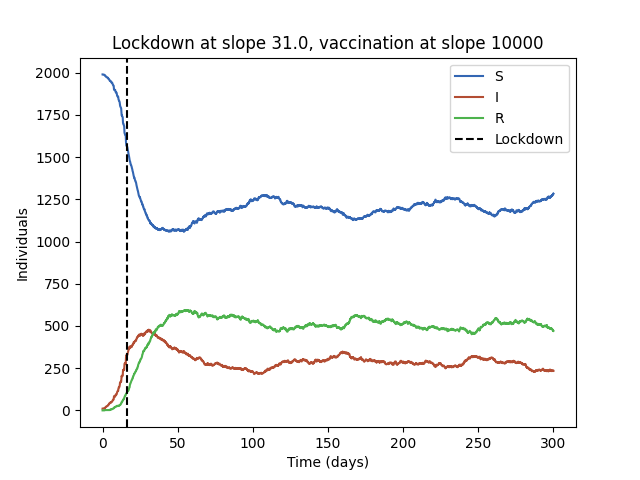 Lockdown at slope 31.0, vaccination at slope 10000
S
I
R
Lockdown
2000
1750
1500
1250
1000
750
500
250
0
Individuals
0 50 100 150 200 250 300
Time (days)